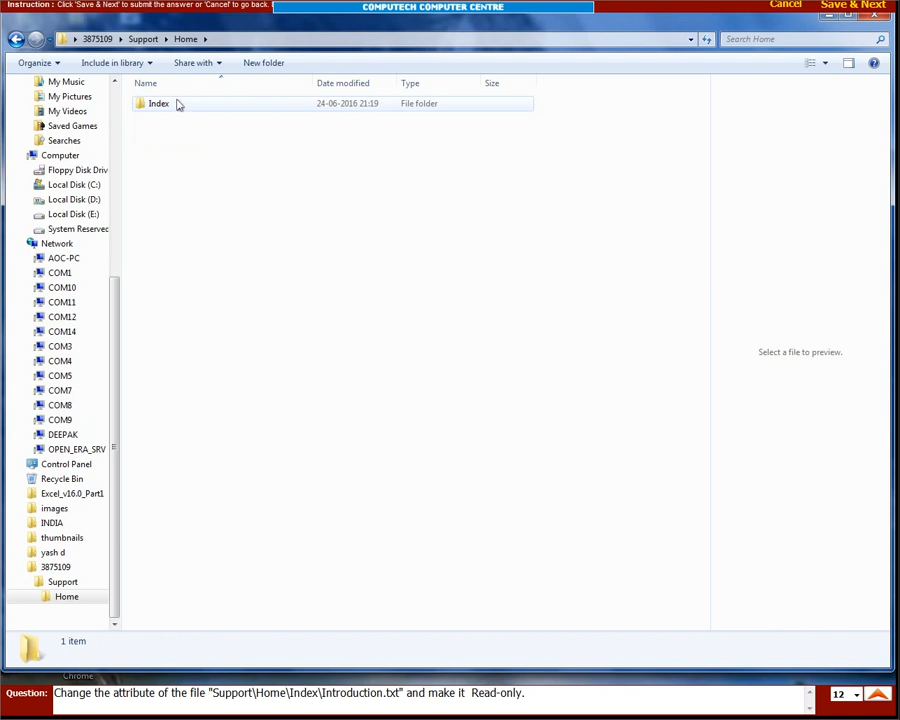 Instruction : Click 'Save & Next' to submit the answer or 'Cancel' to go back.
COMPUTECH COMPUTER CENTRE
Cancel
Save & Next
3875109
Support
Home
Search Home
Organize
Include in library
Share with
New folder
Name
Date modified
Type
Size
Index
24-06-2016 21:19
File folder
My Music
My Pictures
My Videos
Saved Games
Searches
Computer
Floppy Disk Driv
Local Disk (C:)
Local Disk (D:)
Local Disk (E:)
System Reserved
Network
AOC-PC
COM1
COM10
COM11
COM12
COM14
COM3
COM4
COM5
COM7
COM8
COM9
DEEPAK
OPEN_ERA_SRV
Control Panel
Recycle Bin
Excel_v16.0_Part1
images
INDIA
thumbnails
yash d
3875109
Support
Home
Select a file to preview.
1 item
Chrome
Question:
Change the attribute of the file "Support\Home\Index\Introduction.txt" and make it Read-only.
12